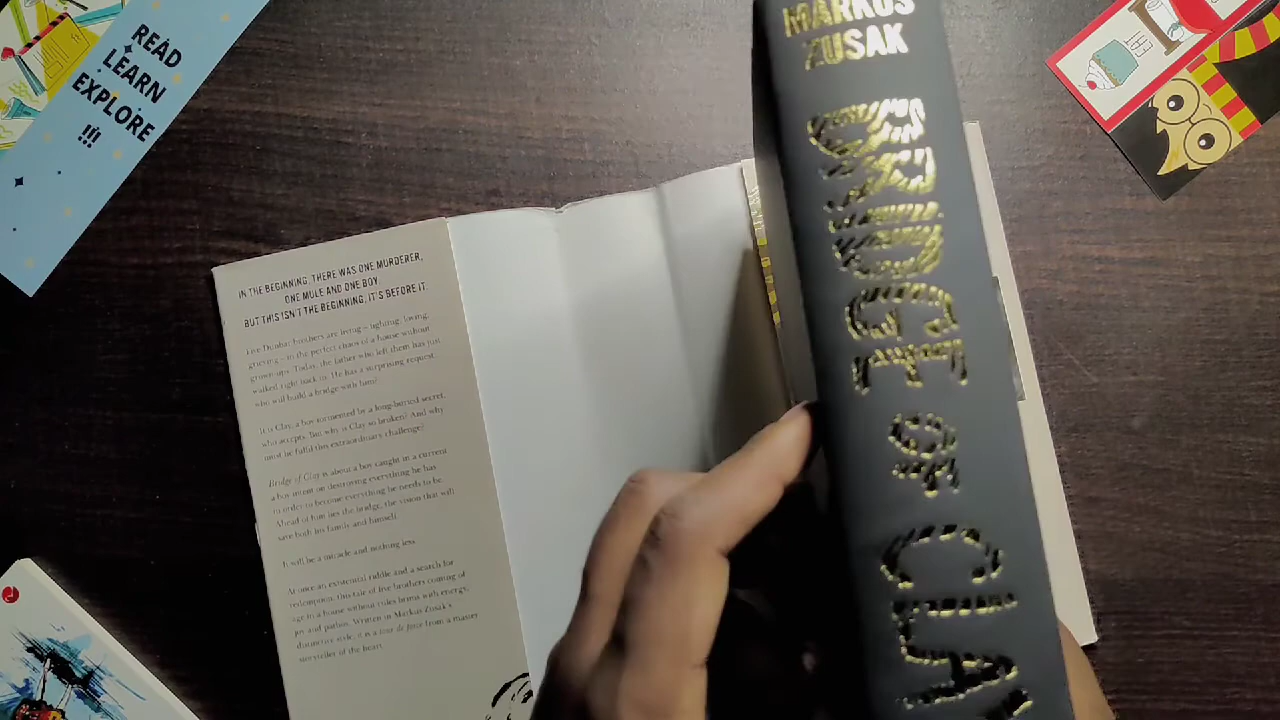 READ
LEARN
EXPLORE
!!!
MARKUS
ZUSAK
BRIDGE OF CLAY
EAT
IN THE BEGINNING, THERE WAS ONE MURDERER,
ONE MULE AND ONE BOY.
BUT THIS ISN'T THE BEGINNING, IT'S BEFORE IT.
Five Dunbar brothers are living – fighting, loving,
grieving – in the perfect chaos of a house without
grown-ups. Today, the father who left them has just
walked right back in. He has a surprising request:
who will build a bridge with him?
It is Clay, a boy tormented by a long-buried secret,
who accepts. But why is Clay so broken? And why
must he fulfil this extraordinary challenge?
Bridge of Clay is about a boy caught in a current
a boy intent on destroying everything he has
in order to become everything he needs to be.
Ahead of him lies the bridge, the vision that will
save both his family and himself.
It will be a miracle and nothing less.
At once an existential riddle and a search for
redemption, this tale of five brothers coming of
age in a house without rules brims with energy,
joy and pathos. Written in Markus Zusak's
distinctive style, it is a tour de force from a master
storyteller of the heart.